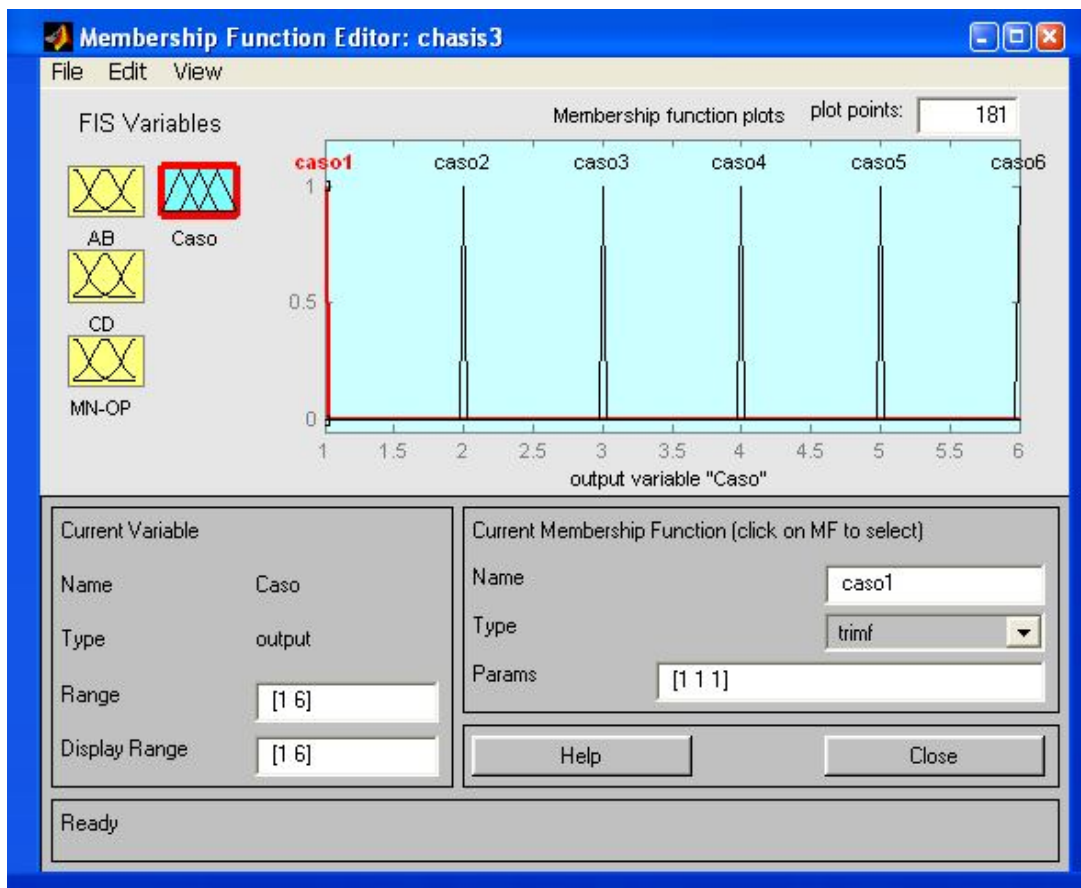 Membership Function Editor: chasis3
File Edit View
FIS Variables
Membership function plots plot points: 181
caso1 caso2 caso3 caso4 caso5 caso6
1
0.5
0
AB Caso
CD
MN-OP
1 1.5 2 2.5 3 3.5 4 4.5 5 5.5 6
output variable "Caso"
Current Variable
Name Caso
Type output
Range [1 6]
Display Range [1 6]
Current Membership Function (click on MF to select)
Name caso1
Type trimf
Params [1 1 1]
Help Close
Ready